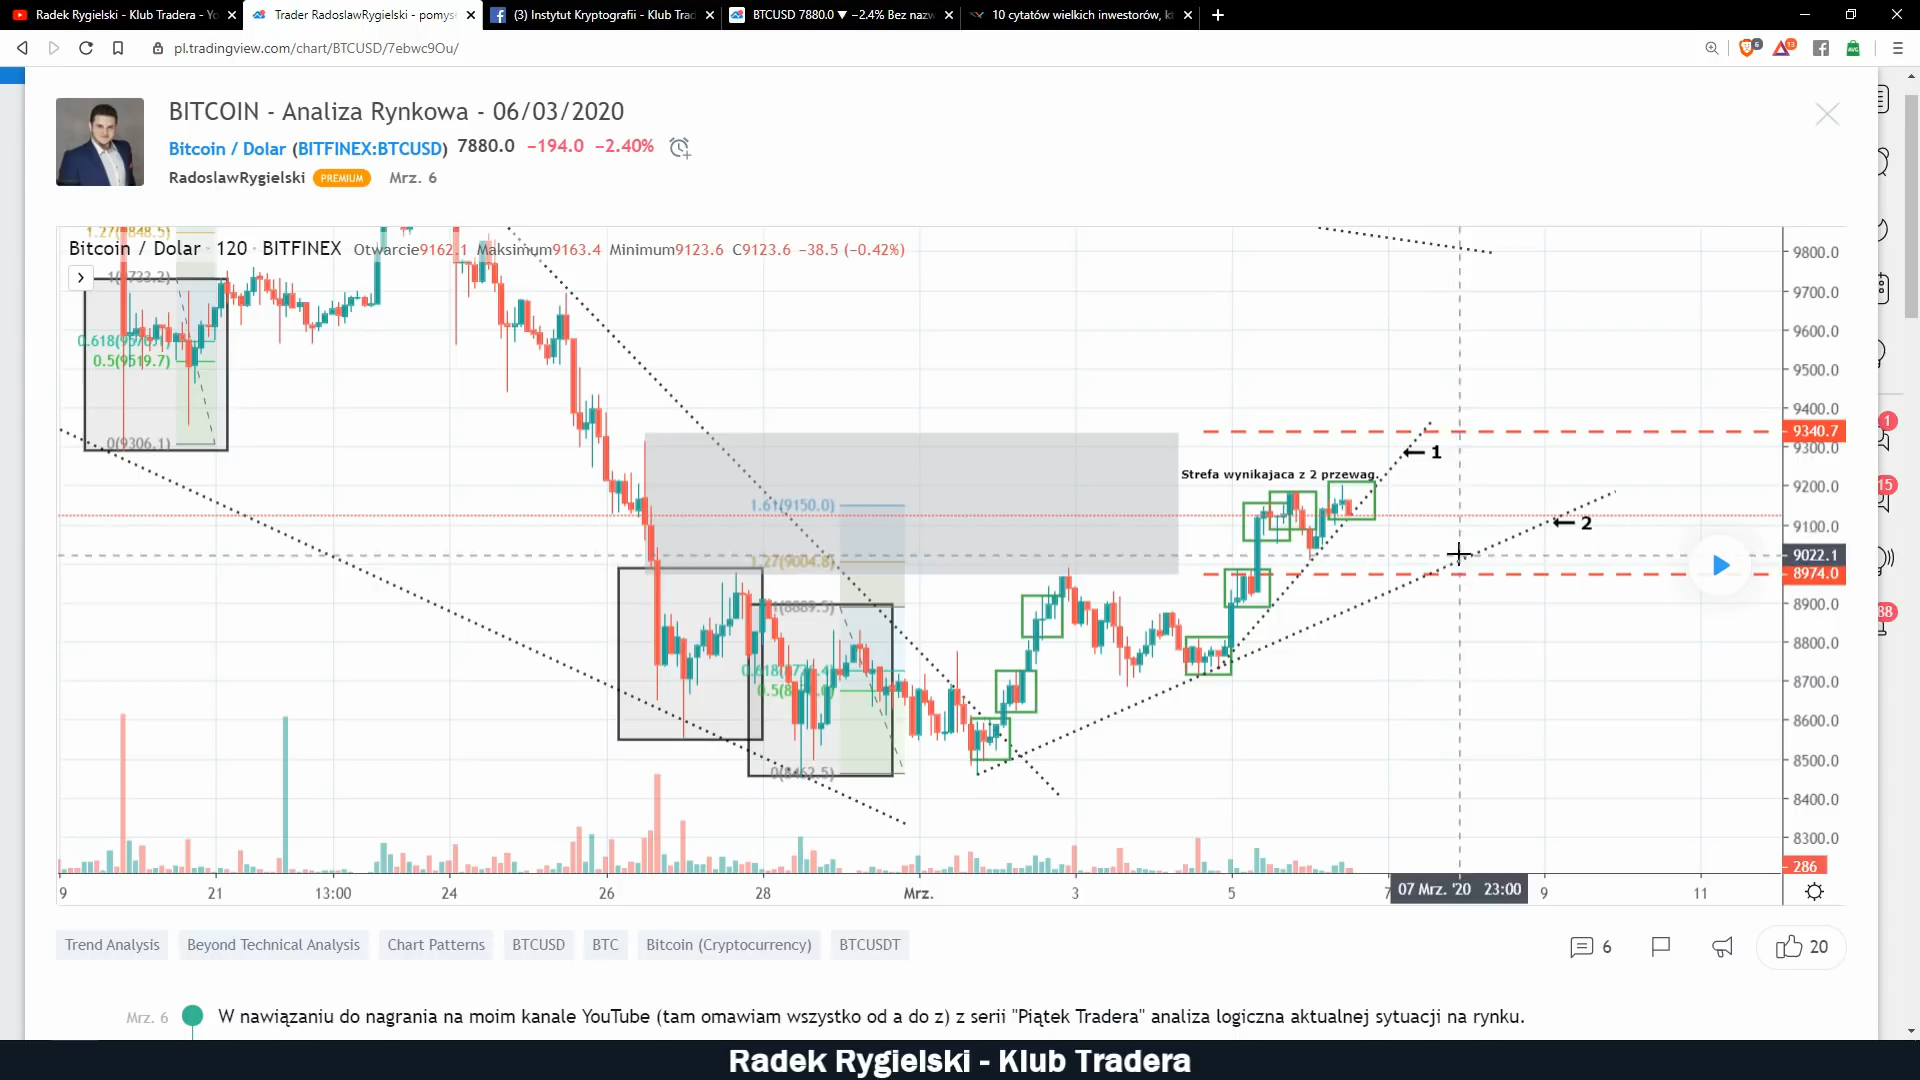 Radek Rygielski - Klub Tradera - Yo
Trader RadoslawRygielski - pomysł
(3) Instytut Kryptografii - Klub Trad
BTCUSD 7880.0 ▼ −2.4% Bez nazw
10 cytatów wielkich inwestorów, k
pl.tradingview.com/chart/BTCUSD/7ebwc9Ou/
BITCOIN - Analiza Rynkowa - 06/03/2020
Bitcoin / Dolar (BITFINEX:BTCUSD) 7880.0 −194.0 −2.40%
RadoslawRygielski PREMIUM Mrz. 6
Bitcoin / Dolar · 120 · BITFINEX Otwarcie9162.1 Maksimum9163.4 Minimum9123.6 C9123.6 −38.5 (−0.42%)
0.5(9519.7)
0(9306.1)
1.61(9150.0)
1.27(9004.8)
0(8462.5)
Strefa wynikajaca z 2 przewag.
1
2
9800.0
9700.0
9600.0
9500.0
9400.0
9340.7
9300.0
9200.0
9100.0
9022.1
8974.0
8900.0
8800.0
8700.0
8600.0
8500.0
8400.0
8300.0
286
9 21 13:00 24 26 28 Mrz. 3 5 7 07 Mrz. '20 23:00 9 11
1
15
88
Trend Analysis Beyond Technical Analysis Chart Patterns BTCUSD BTC Bitcoin (Cryptocurrency) BTCUSDT
6
20
Mrz. 6 W nawiązaniu do nagrania na moim kanale YouTube (tam omawiam wszystko od a do z) z serii "Piątek Tradera" analiza logiczna aktualnej sytuacji na rynku.
Radek Rygielski - Klub Tradera